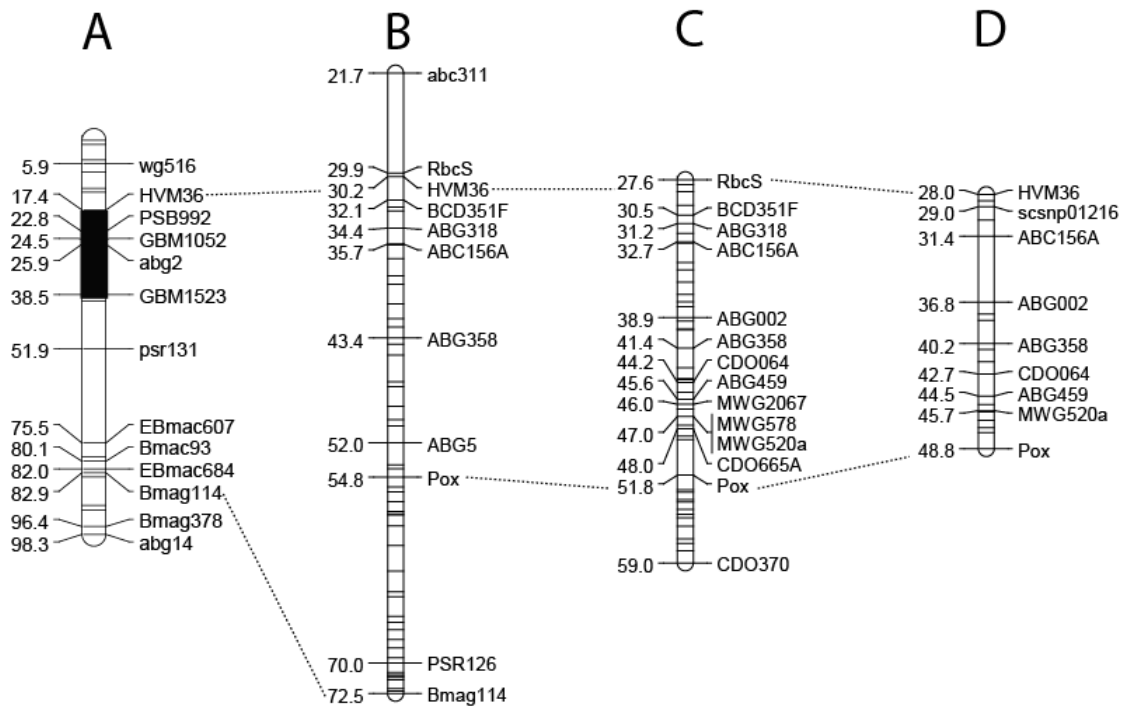 A B C D
5.9 wg516
17.4 HVM36
22.8 PSB992
24.5 GBM1052
25.9 abg2
38.5 GBM1523
51.9 psr131
75.5 EBmac607
80.1 Bmac93
82.0 EBmac684
82.9 Bmag114
96.4 Bmag378
98.3 abg14
21.7 abc311
29.9 RbcS
30.2 HVM36
32.1 BCD351F
34.4 ABG318
35.7 ABC156A
43.4 ABG358
52.0 ABG5
54.8 Pox
70.0 PSR126
72.5 Bmag114
27.6 RbcS
30.5 BCD351F
31.2 ABG318
32.7 ABC156A
38.9 ABG002
41.4 ABG358
44.2 CDO064
45.6 ABG459
46.0 MWG2067
47.0 MWG578
MWG520a
48.0 CDO665A
51.8 Pox
59.0 CDO370
28.0 HVM36
29.0 scsnp01216
31.4 ABC156A
36.8 ABG002
40.2 ABG358
42.7 CDO064
44.5 ABG459
45.7 MWG520a
48.8 Pox